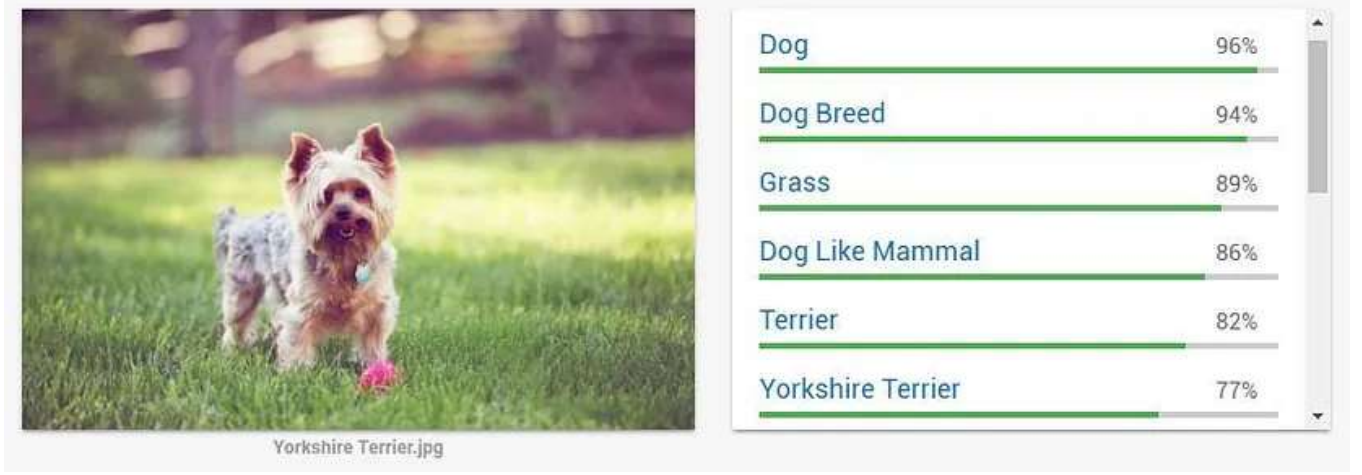 Dog 96%
Dog Breed 94%
Grass 89%
Dog Like Mammal 86%
Terrier 82%
Yorkshire Terrier 77%
Yorkshire Terrier.jpg